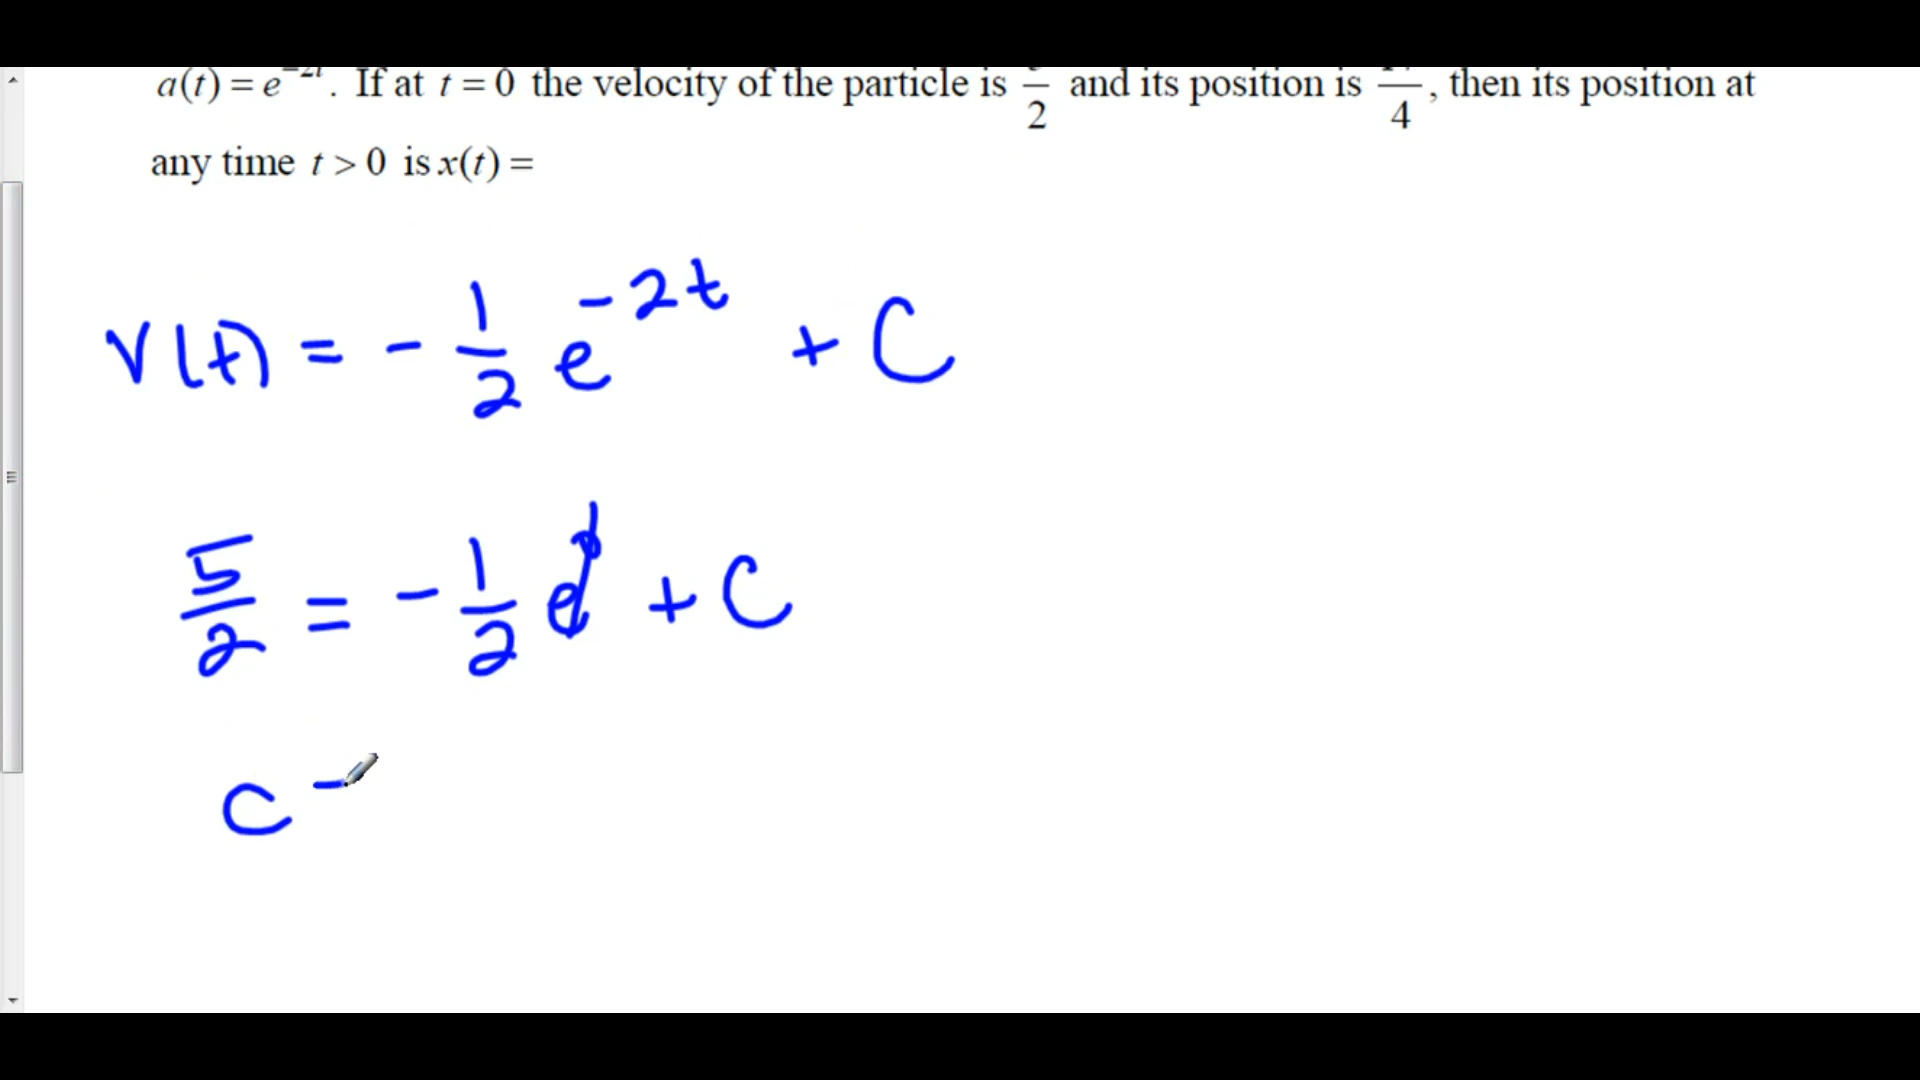 a(t) = e^{-2t}. If at t = 0 the velocity of the particle is /2 and its position is /4, then its position at
any time t > 0 is x(t) =
v(t) = -1/2 e^{-2t} + C
5/2 = -1/2 e + C
C